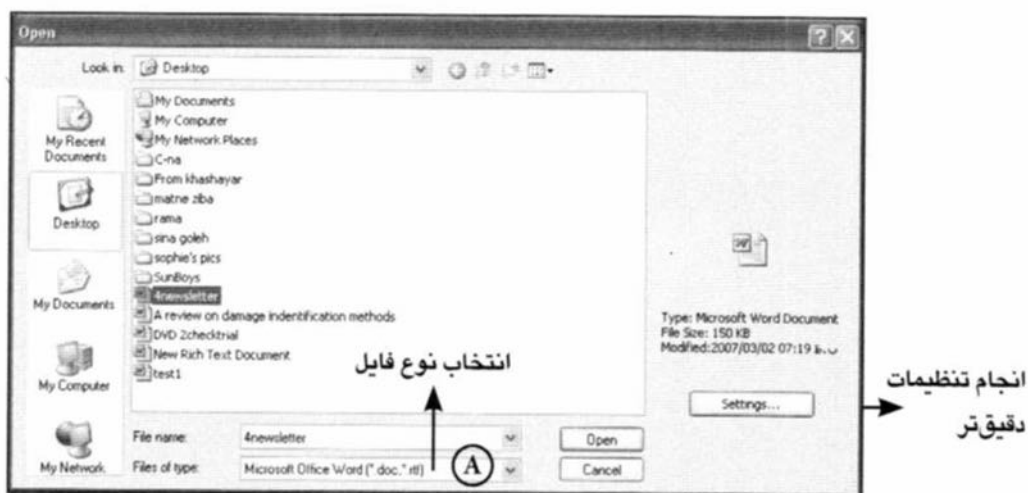 Open
Look in: Desktop
My Recent
Documents
Desktop
My Documents
My Computer
My Network
My Documents
My Computer
My Network Places
C-na
From khashayar
matne ziba
rama
sina goleh
sophie's pics
SunBoys
4newsletter
A review on damage indentification methods
DVD 2checktrial
New Rich Text Document
test1
Type: Microsoft Word Document
File Size: 150 KB
Modified:2007/03/02 07:19
Settings...
انجام تنظیمات
دقیق‌تر
انتخاب نوع فایل
File name: 4newsletter
Open
Files of type: Microsoft Office Word (*.doc,*.rtf)
A
Cancel